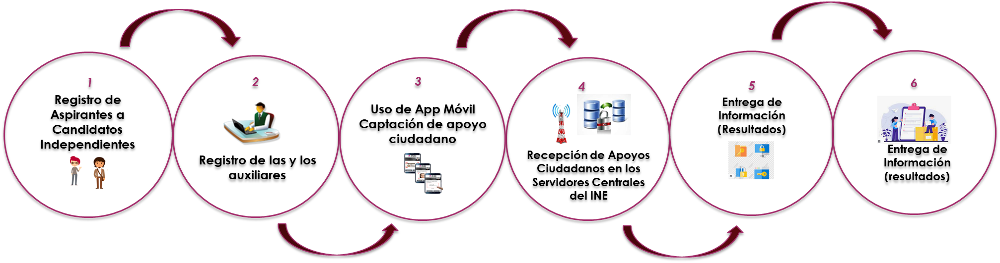 1
Registro de
Aspirantes a
Candidatos
Independientes
2
Registro de las y los
auxiliares
3
Uso de App Móvil
Captación de apoyo
ciudadano
4
Recepción de Apoyos
Ciudadanos en los
Servidores Centrales
del INE
5
Entrega de
Información
(Resultados)
6
Entrega de
Información
(resultados)